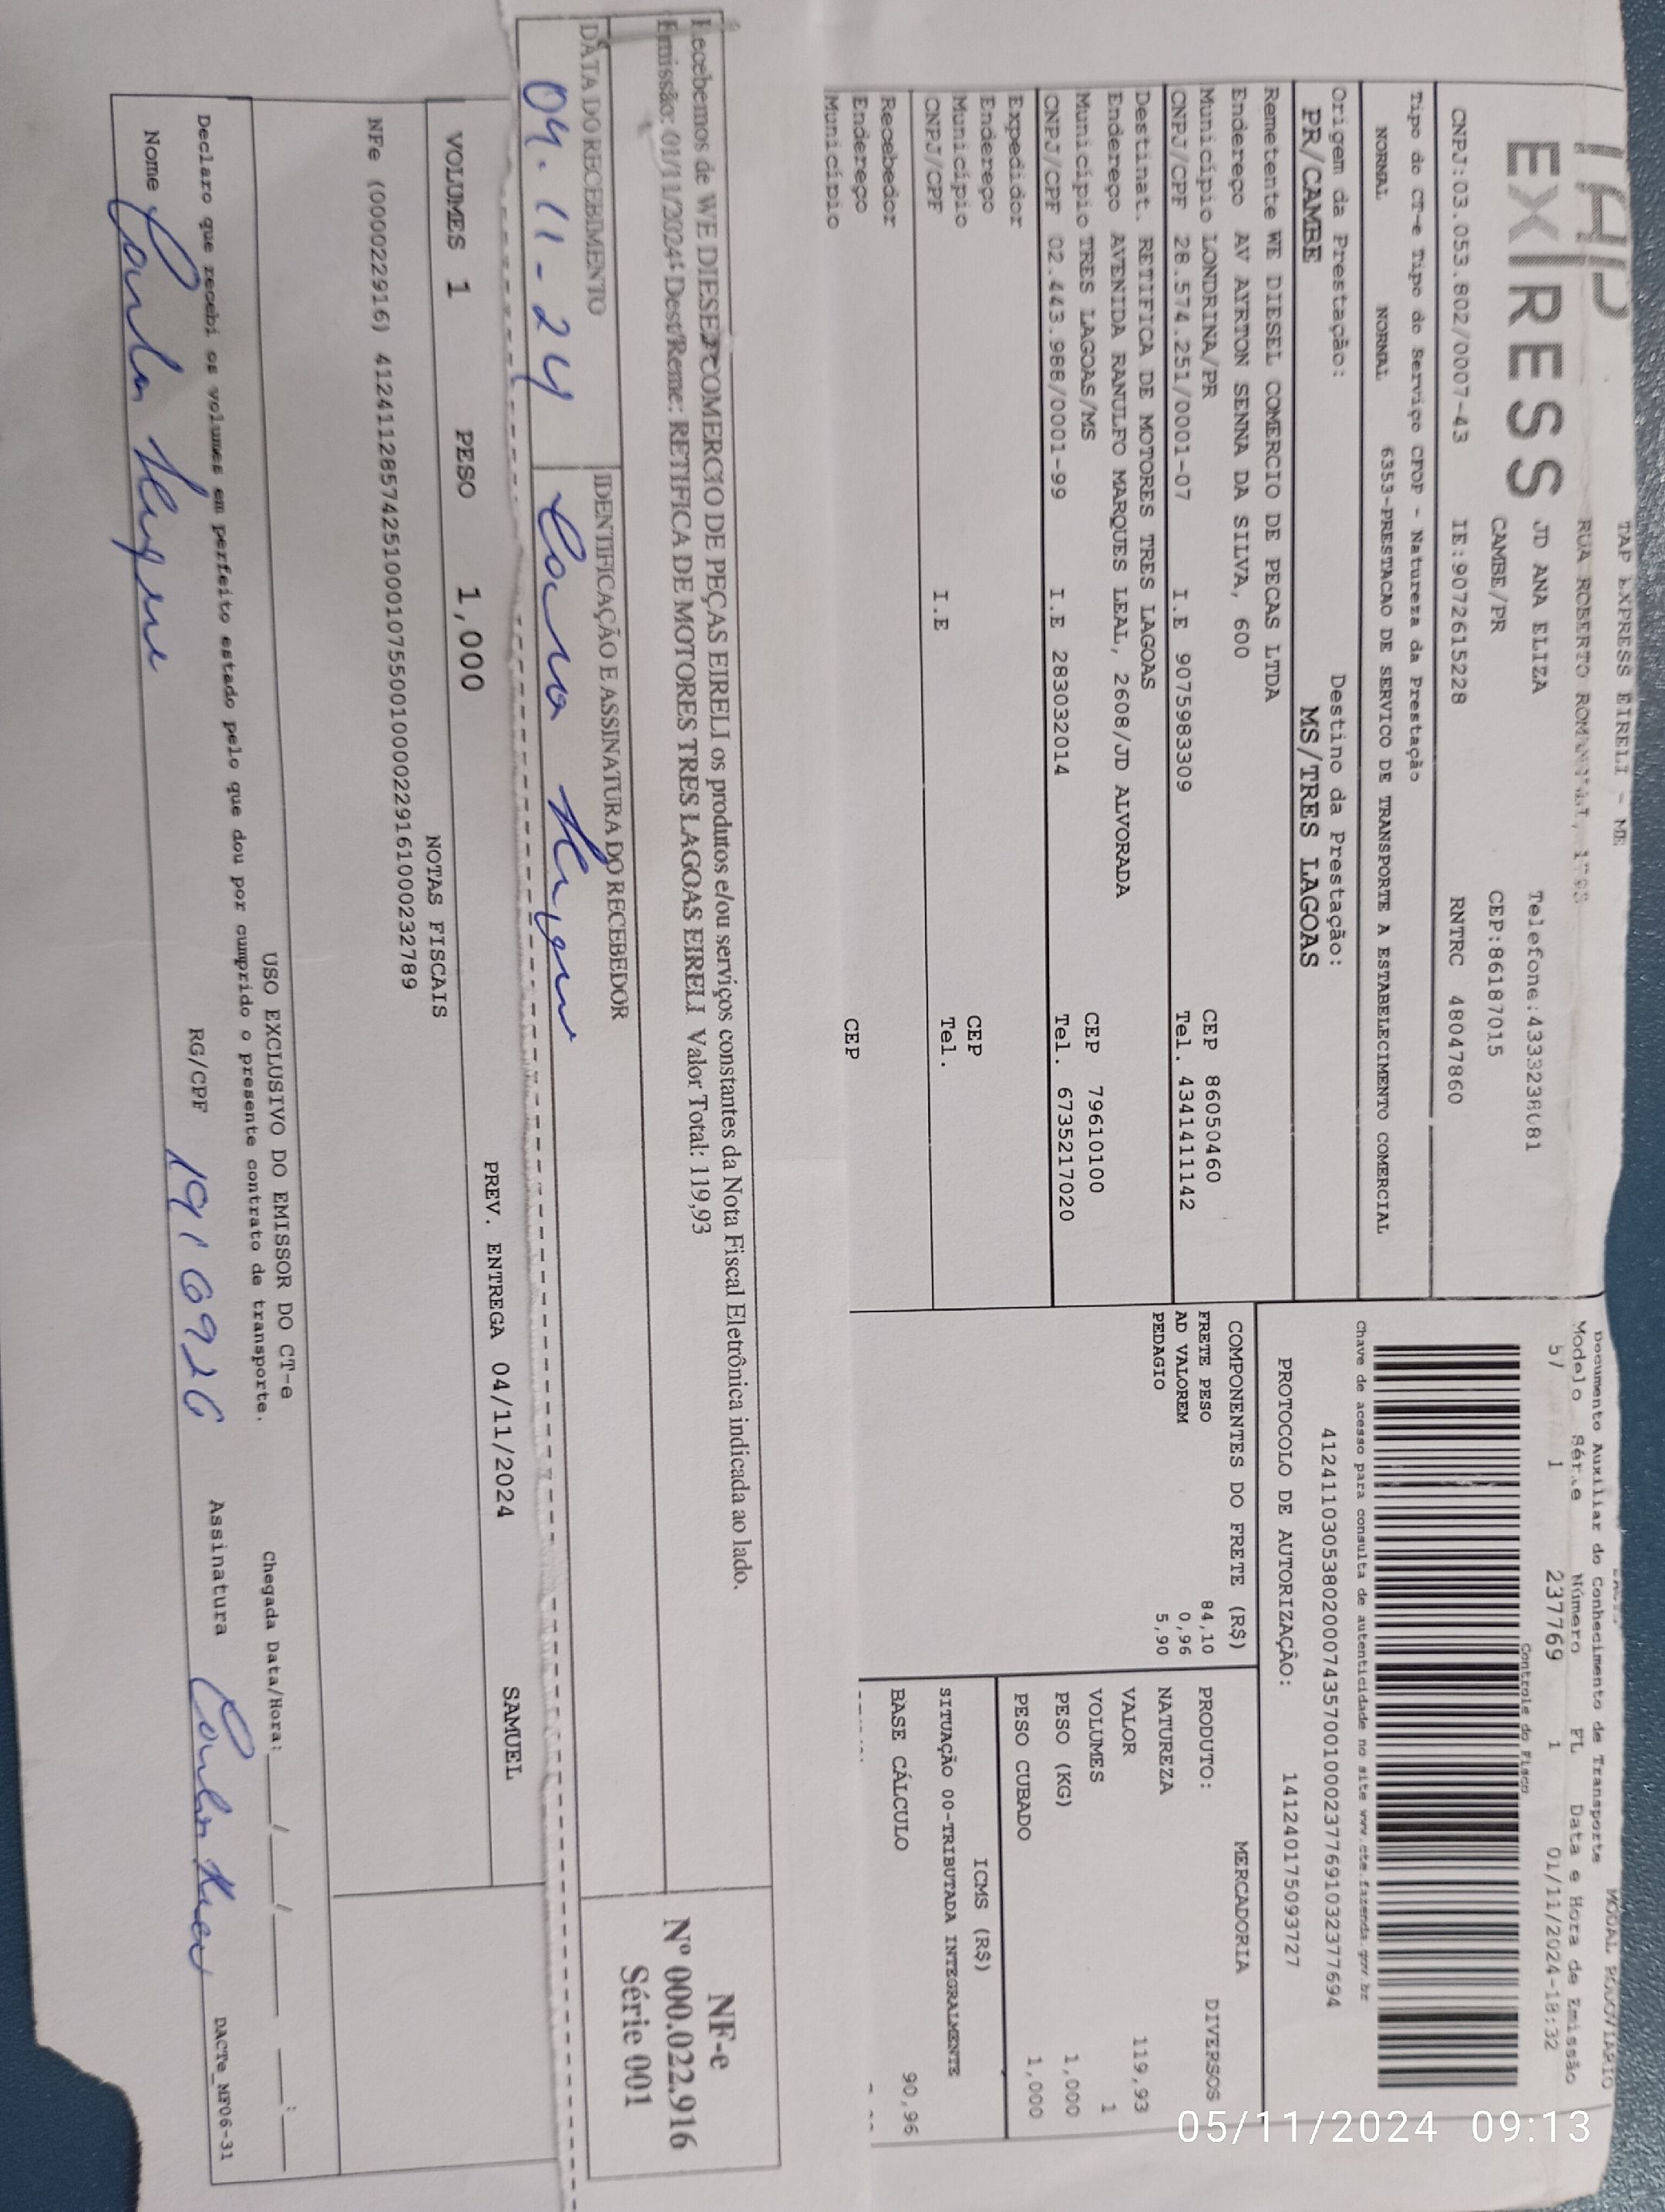 TAP
EXPRESS
TAP EXPRESS EIRELI - ME
RUA ROBERTO
JD ANA ELIZA Telefone:4333238081
CAMBE/PR CEP:86187015
CNPJ:03.053.802/0007-43 IE:9072615228 RNTRC 48047860
Tipo do CT-e Tipo do Serviço CFOP - Natureza da Prestação
NORMAL NORMAL 6353-PRESTACAO DE SERVICO DE TRANSPORTE A ESTABELECIMENTO COMERCIAL
Origem da Prestação: Destino da Prestação:
PR/CAMBE MS/TRES LAGOAS
Remetente WE DIESEL COMERCIO DE PECAS LTDA
Endereço AV AYRTON SENNA DA SILVA, 600
Município LONDRINA/PR CEP 86050460
CNPJ/CPF 28.574.251/0001-07 I.E 9075983309 Tel. 434141142
Destinat. RETIFICA DE MOTORES TRES LAGOAS
Endereço AVENIDA RANULFO MARQUES LEAL, 2608/JD ALVORADA
Município TRES LAGOAS/MS CEP 79610100
CNPJ/CPF 02.443.988/0001-99 I.E 283032014 Tel. 6735217020
Expedidor
Endereço
Município CEP
CNPJ/CPF I.E Tel.
Recebedor
Endereço
Município CEP
MODAL RODOVIARIO
Documento Auxiliar do Conhecimento de Transporte
Modelo Série Número FL Data e Hora de Emissão
57 1 237769 1 01/11/2024-18:32
Controle do Fisco
Chave de acesso para consulta de autenticidade no site www.cte.fazenda.gov.br
41241103053802000743570010002377691032377694
PROTOCOLO DE AUTORIZAÇÃO: 141240175093727
COMPONENTES DO FRETE (R$)
FRETE PESO 84,10
AD VALOREM 0,96
PEDAGIO 5,90
MERCADORIA
PRODUTO: DIVERSOS
NATUREZA
VALOR 119,93
VOLUMES 1
PESO (KG) 1,000
PESO CUBADO 1,000
ICMS (R$)
SITUAÇÃO 00-TRIBUTADA INTEGRALMENTE
BASE CÁLCULO 90,96
Recebemos de WE DIESEL COMERCIO DE PEÇAS EIRELI os produtos e/ou serviços constantes da Nota Fiscal Eletrônica indicada ao lado.
Emissão: 01/11/2024 Dest/Reme: RETIFICA DE MOTORES TRES LAGOAS EIRELI Valor Total: 119,93
DATA DO RECEBIMENTO IDENTIFICAÇÃO E ASSINATURA DO RECEBEDOR
04.11-24
NF-e
Nº 000.022.916
Série 001
VOLUMES 1 PESO 1,000 PREV. ENTREGA 04/11/2024 SAMUEL
NOTAS FISCAIS
NFe (000022916) 41241128574251000107550010000229161000232789
USO EXCLUSIVO DO EMISSOR DO CT-e
Declaro que recebi os volumes em perfeito estado pelo que dou por cumprido o presente contrato de transporte. Chegada Data/Hora: ____/____/____ __:__
Nome RG/CPF 1916926 Assinatura
DACTe_MF06-31
05/11/2024 09:13